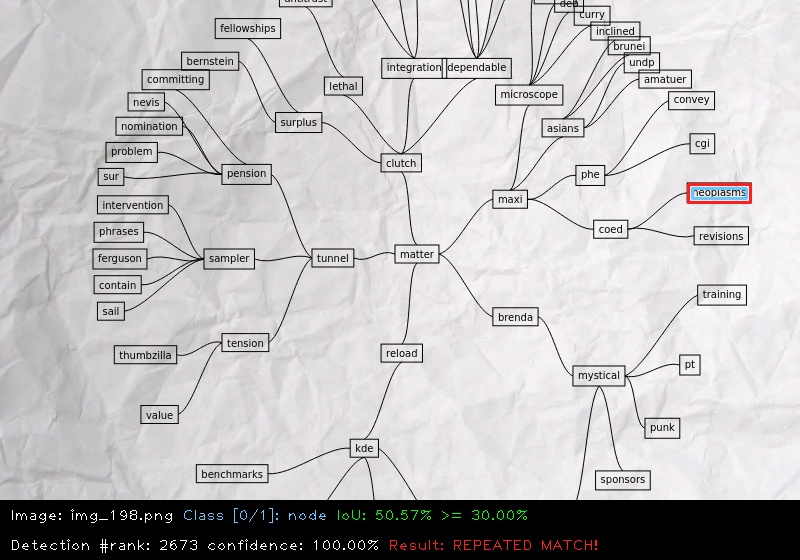 curry
fellowships
inclined
brunei
bernstein
integration
dependable
undp
committing
lethal
amatuer
microscope
nevis
convey
surplus
nomination
asians
problem
cgi
clutch
sur
pension
phe
neoplasms
maxi
intervention
phrases
coed
revisions
ferguson
sampler
tunnel
matter
contain
training
sail
brenda
tension
thumbzilla
reload
pt
mystical
value
punk
kde
benchmarks
sponsors
Image: img_198.png Class [0/1]: node IoU: 50.57% >= 30.00%
Detection #rank: 2673 confidence: 100.00% Result: REPEATED MATCH!